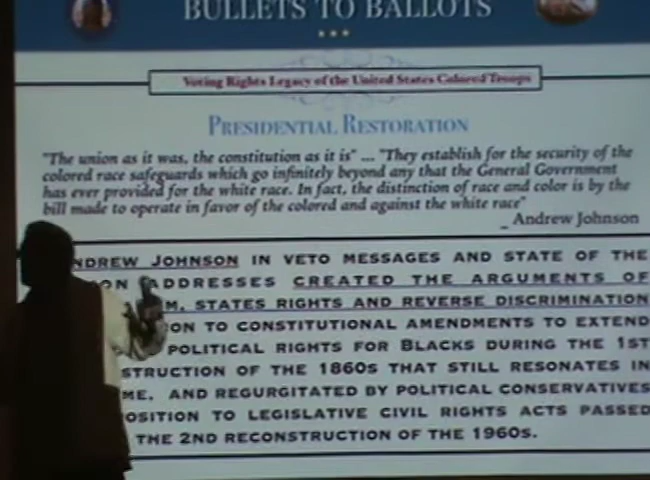 BULLETS TO BALLOTS
Voting Rights Legacy of the United States Colored Troops
PRESIDENTIAL RESTORATION
"The union as it was, the constitution as it is" ... "They establish for the security of the
colored race safeguards which go infinitely beyond any that the General Government
has ever provided for the white race. In fact, the distinction of race and color is by the
bill made to operate in favor of the colored and against the white race"
_ Andrew Johnson
NDREW JOHNSON IN VETO MESSAGES AND STATE OF THE
ON ADDRESSES CREATED THE ARGUMENTS OF
M, STATES RIGHTS AND REVERSE DISCRIMINATION
ON TO CONSTITUTIONAL AMENDMENTS TO EXTEND
POLITICAL RIGHTS FOR BLACKS DURING THE 1ST
STRUCTION OF THE 1860S THAT STILL RESONATES IN
ME, AND REGURGITATED BY POLITICAL CONSERVATIVES
OSITION TO LEGISLATIVE CIVIL RIGHTS ACTS PASSED
THE 2ND RECONSTRUCTION OF THE 1960S.